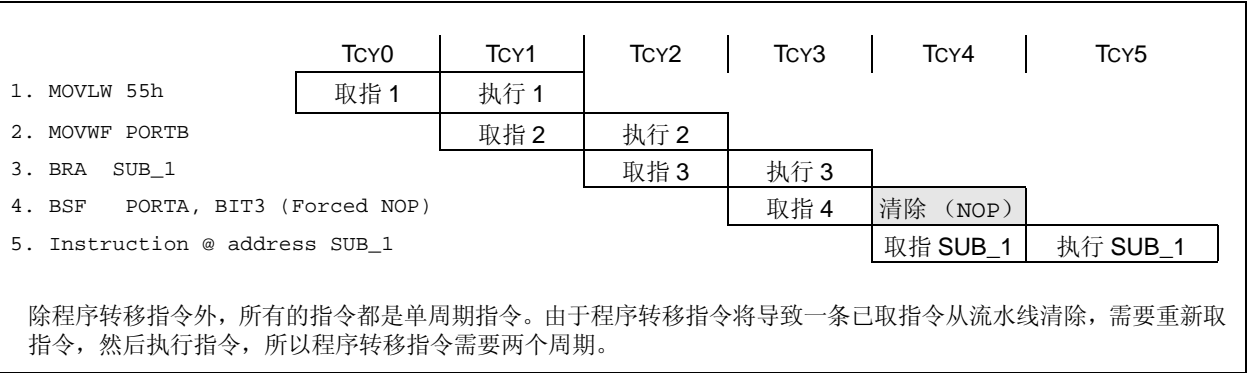 TCY0 TCY1 TCY2 TCY3 TCY4 TCY5
1. MOVLW 55h 取指 1 执行 1
2. MOVWF PORTB 取指 2 执行 2
3. BRA SUB_1 取指 3 执行 3
4. BSF PORTA, BIT3 (Forced NOP) 取指 4 清除 （NOP）
5. Instruction @ address SUB_1 取指 SUB_1 执行 SUB_1
除程序转移指令外，所有的指令都是单周期指令。由于程序转移指令将导致一条已取指令从流水线清除，需要重新取
指令，然后执行指令，所以程序转移指令需要两个周期。